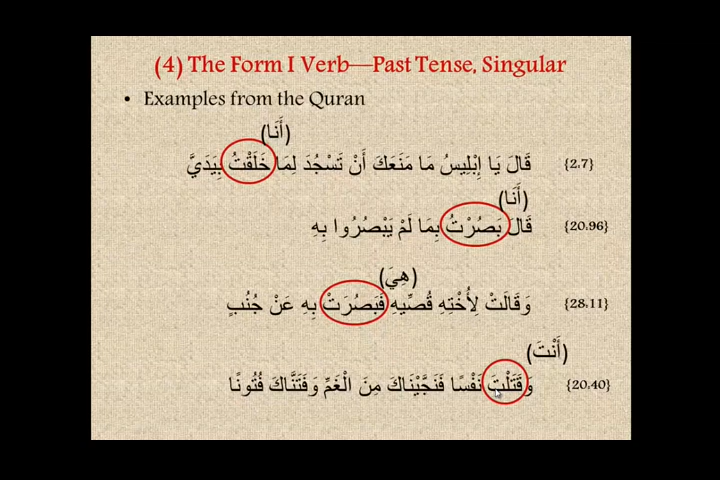 (4) The Form I Verb—Past Tense, Singular
• Examples from the Quran
(أَنَا)
قَالَ يَا إِبْلِيسُ مَا مَنَعَكَ أَنْ تَسْجُدَ لِمَا خَلَقْتُ بِيَدَيَّ {2.7}
(أَنَا)
قَالَ بَصُرْتُ بِمَا لَمْ يَبْصُرُوا بِهِ {20.96}
(هِيَ)
وَقَالَتْ لِأُخْتِهِ قُصِّيهِ فَبَصُرَتْ بِهِ عَنْ جُنُبٍ {28.11}
(أَنْتَ)
وَقَتَلْتَ نَفْسًا فَنَجَّيْنَاكَ مِنَ الْغَمِّ وَفَتَنَّاكَ فُتُونًا {20.40}